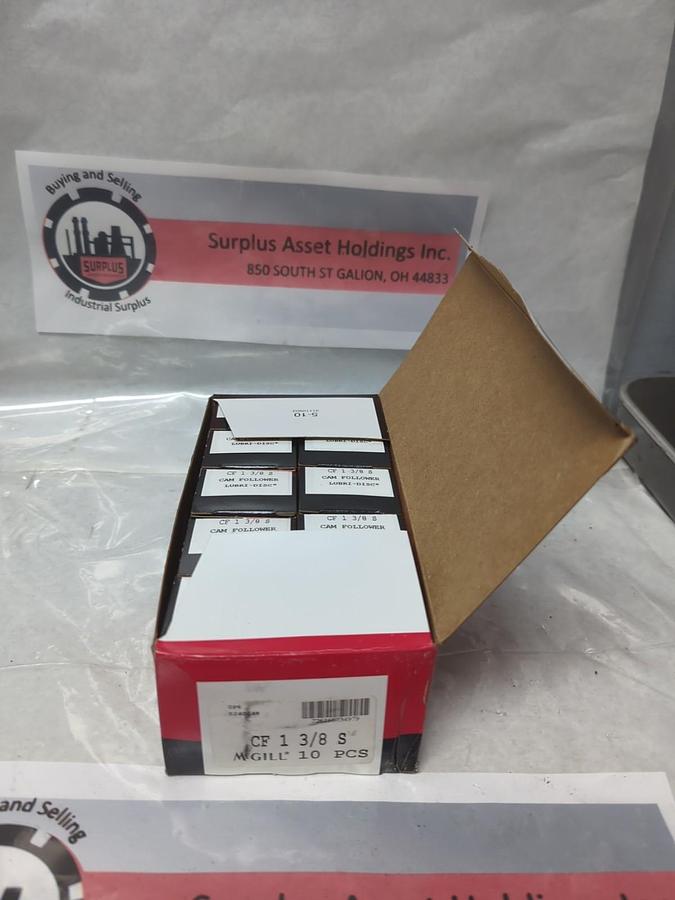 Buying and Selling
SURPLUS
Industrial Surplus
Surplus Asset Holdings Inc.
850 SOUTH ST GALION, OH 44833
S-10
LUBRI-DISC®
LUBRI-DISC®
CF 1 3/8 S
CAM FOLLOWER
LUBRI-DISC®
CF 1 3/8 S
CAM FOLLOWER
LUBRI-DISC®
CF 1 3/8 S
CAM FOLLOWER
CF 1 3/8 S
CAM FOLLOWER
CF 1 3/8 S
McGILL® 10 PCS
and Selling